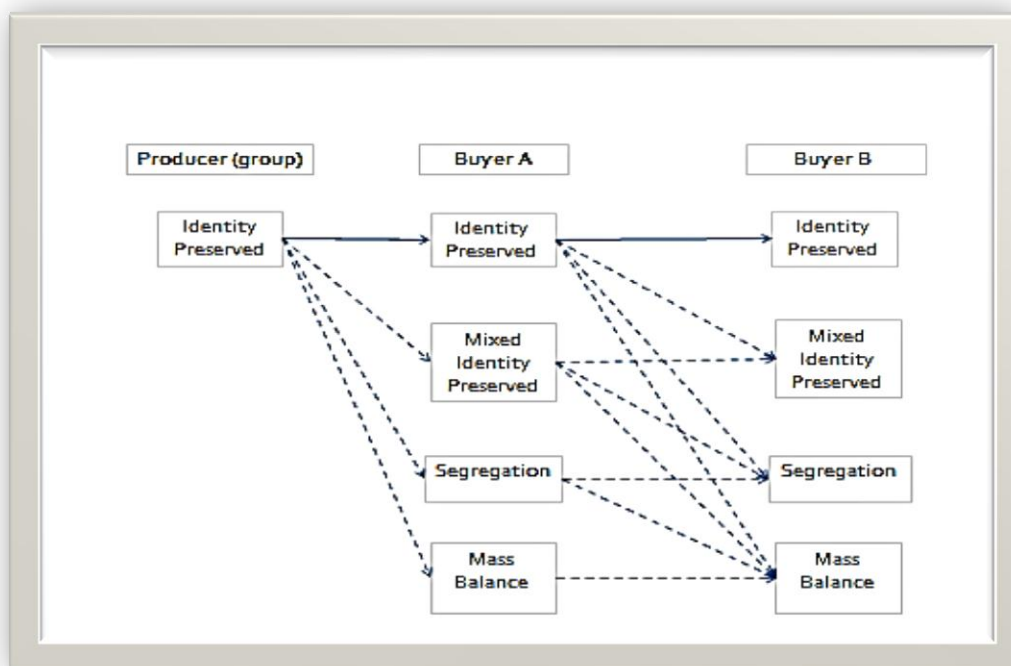 Producer (group)
Buyer A
Buyer B
Identity
Preserved
Identity
Preserved
Identity
Preserved
Mixed
Identity
Preserved
Mixed
Identity
Preserved
Segregation
Segregation
Mass
Balance
Mass
Balance